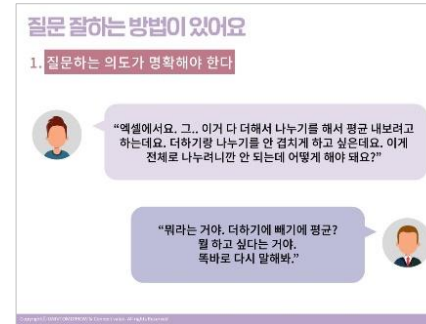 질문 잘하는 방법이 있어요
1. 질문하는 의도가 명확해야 한다
“엑셀에서요. 그.. 이거 다 더해서 나누기를 해서 평균 내보려고
하는데요. 더하기랑 나누기를 안 겹치게 하고 싶은데요. 이게
전체로 나누려니깐 안 되는데 어떻게 해야 돼요?”
“뭐라는 거야. 더하기에 빼기에 평균?
뭘 하고 싶다는 거야.
똑바로 다시 말해봐.”